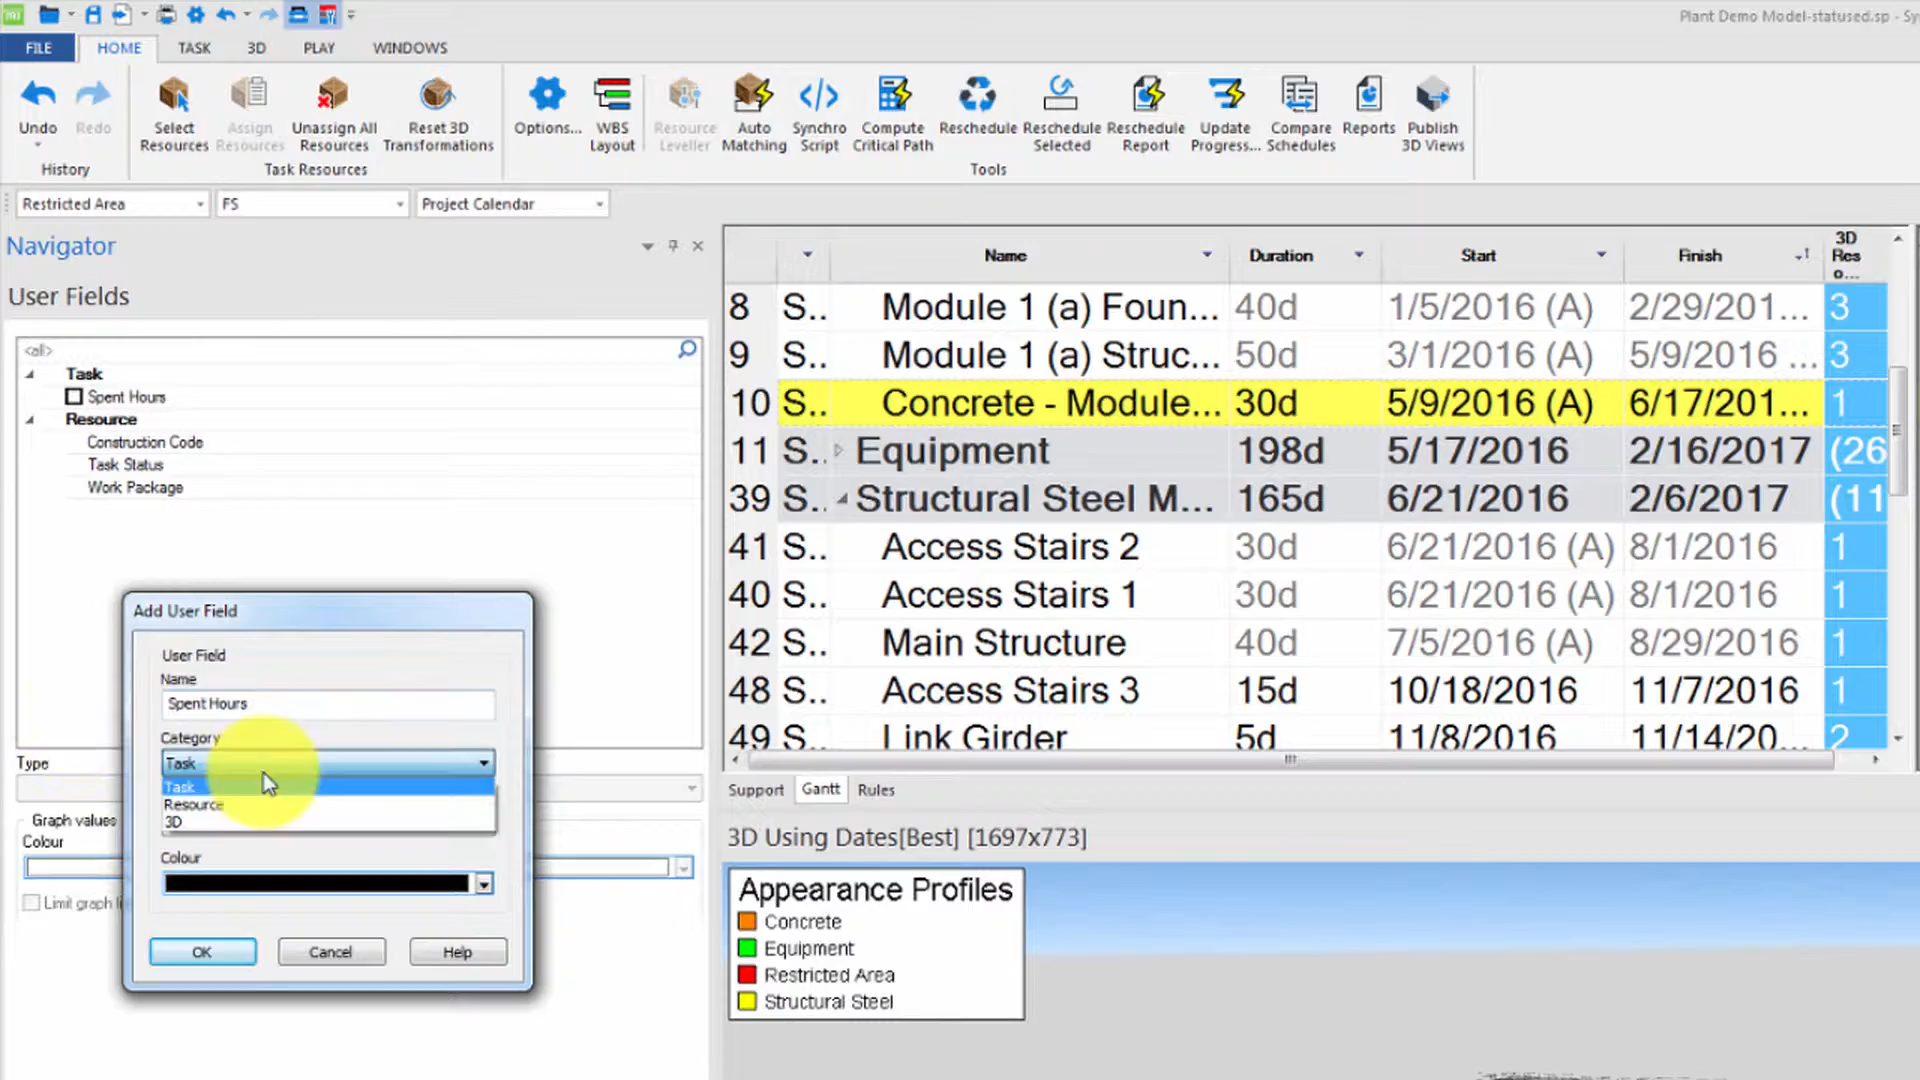 Plant Demo Model-statused.sp - Sy
FILE
HOME
TASK
3D
PLAY
WINDOWS
Undo
Redo
Select
Resources
Assign
Resources
Unassign All
Resources
Reset 3D
Transformations
Options...
WBS
Layout
Resource
Leveller
Auto
Matching
Synchro
Script
Compute
Critical Path
Reschedule
Reschedule
Selected
Reschedule
Report
Update
Progress...
Compare
Schedules
Reports
Publish
3D Views
History
Task Resources
Tools
Restricted Area
FS
Project Calendar
Navigator
User Fields
<all>
Task
Spent Hours
Resource
Construction Code
Task Status
Work Package
Type
Graph values
Colour
Limit graph li
Add User Field
User Field
Name
Spent Hours
Category
Task
Task
Resource
3D
Colour
OK
Cancel
Help
Name
Duration
Start
Finish
3D
Res
o...
8 S.. Module 1 (a) Foun... 40d 1/5/2016 (A) 2/29/201... 3
9 S.. Module 1 (a) Struc... 50d 3/1/2016 (A) 5/9/2016 ... 3
10 S.. Concrete - Module... 30d 5/9/2016 (A) 6/17/201... 1
11 S.. Equipment 198d 5/17/2016 2/16/2017 (26
39 S.. Structural Steel M... 165d 6/21/2016 2/6/2017 (11
41 S.. Access Stairs 2 30d 6/21/2016 (A) 8/1/2016 1
40 S.. Access Stairs 1 30d 6/21/2016 (A) 8/1/2016 1
42 S.. Main Structure 40d 7/5/2016 (A) 8/29/2016 1
48 S.. Access Stairs 3 15d 10/18/2016 11/7/2016 1
49 S.. Link Girder 5d 11/8/2016 11/14/20... 2
Support
Gantt
Rules
3D Using Dates[Best] [1697x773]
Appearance Profiles
Concrete
Equipment
Restricted Area
Structural Steel